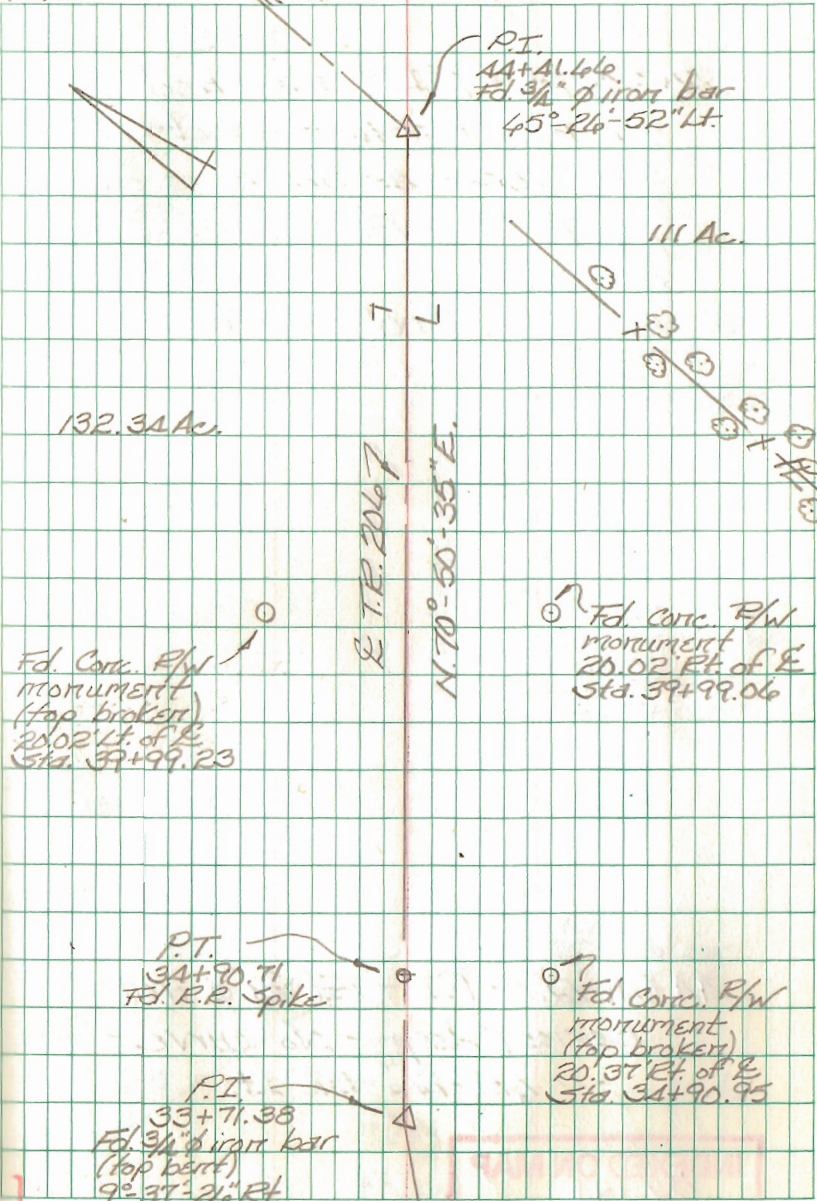 P.I.
44+41.66
Fd. 3/4" ø iron bar
65°-26'-52" Lt.
111 Ac.
T L
132.34 Ac.
℄ T.R. 2067
N.70°-50'-35"E.
Fd. Conc. R/W
monument
20.02' Rt. of ℄
Sta. 39+99.06
Fd. Conc. R/W
monument
(top broken)
20.02' Lt. of ℄
Sta. 39+99.23
P.T.
34+90.71
Fd. R.R. Spike
Fd. Conc. R/W
monument
(top broken)
20.37' Rt. of ℄
Sta. 34+90.95
P.I.
33+71.38
Fd. 3/4" ø iron bar
(top bent)
9°-37'-26" Rt.